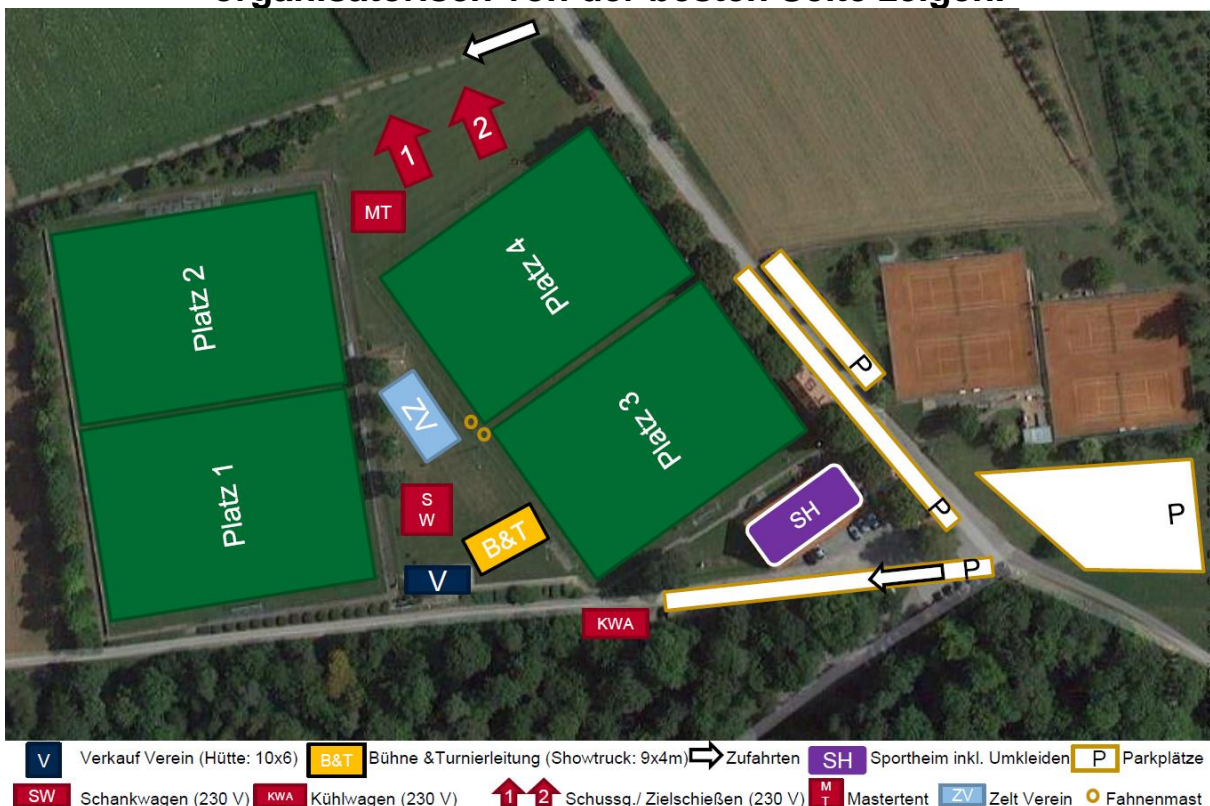 organisatorisch von der besten Seite zeigen.
2
1
MT
Platz 2
Platz 4
P
Platz 3
ZV
Platz 1
S
W
B&T
SH
P
P
V
P
KWA
V Verkauf Verein (Hütte: 10x6) B&T Bühne &Turnierleitung (Showtruck: 9x4m) Zufahrten SH Sportheim inkl. Umkleiden P Parkplätze
SW Schankwagen (230 V) KWA Kühlwagen (230 V) 1 2 Schussg./ Zielschießen (230 V) M
T Mastertent ZV Zelt Verein Fahnenmast